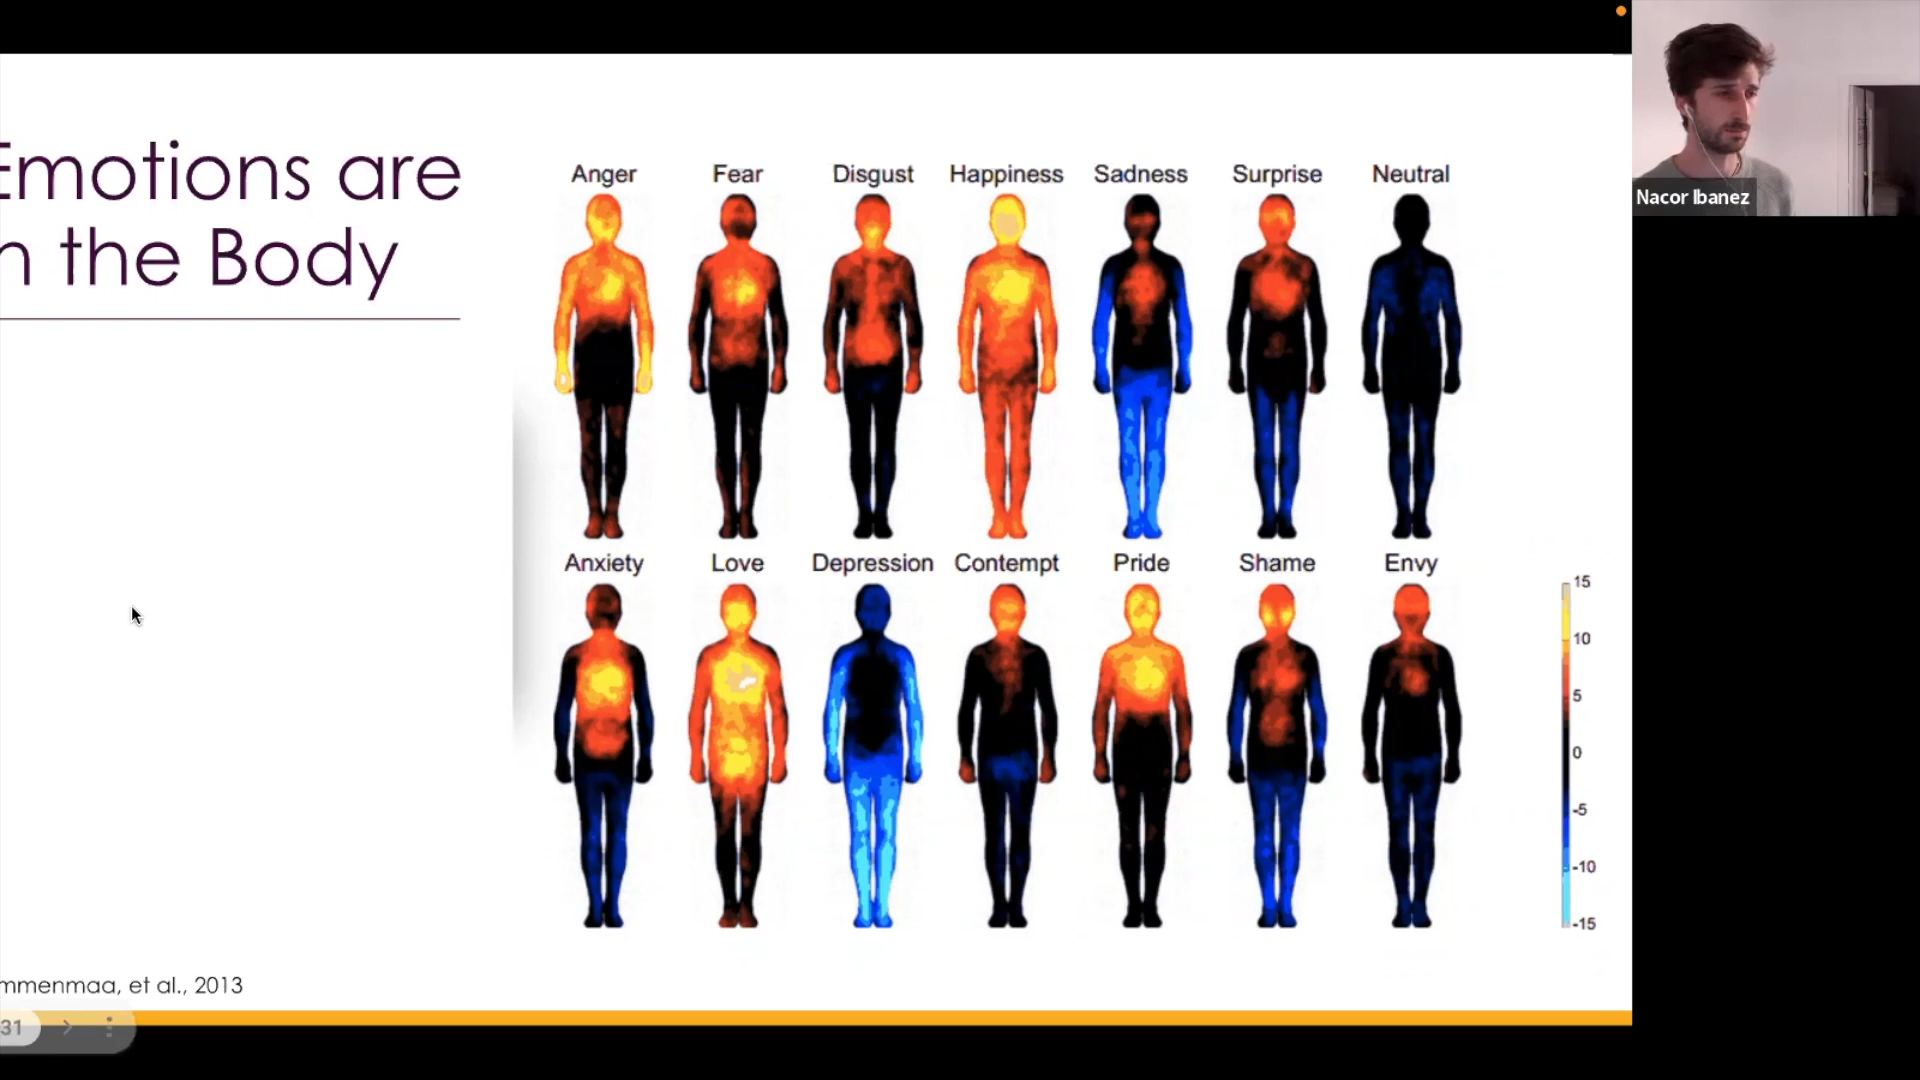 Emotions are
n the Body
Anger Fear Disgust Happiness Sadness Surprise Neutral
Anxiety Love Depression Contempt Pride Shame Envy
15
10
5
0
-5
-10
-15
mmenmaa, et al., 2013
31
Nacor Ibanez